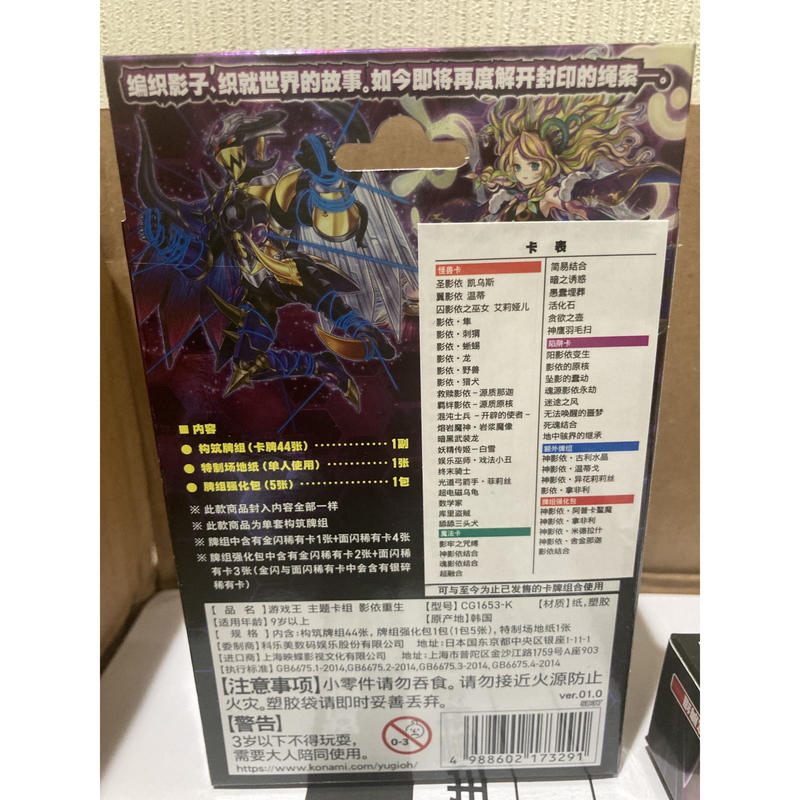 编织影子、织就世界的故事。如今即将再度解开封印的绳索—
卡 表
怪兽卡
圣影依 凯乌斯
翼影依 温蒂
囚影依之巫女 艾莉娅儿
影依·隼
影依·刺猬
影依·蜥蜴
影依·龙
影依·野兽
影依·猎犬
救赎影依–源质那迦
羁绊影依–源质原核
混沌士兵 –开辟的使者–
熔岩魔神·岩浆魔像
暗黑武装龙
妖精传姬–白雪
娱乐巫师·戏法小丑
终末骑士
光道弓箭手·菲莉丝
超电磁乌龟
数学家
库里盗贼
舔舔三头犬
魔法卡
影牢之咒缚
神影依结合
魂影依结合
超融合
简易结合
暗之诱惑
愚蠢埋葬
活化石
贪欲之壶
神鹰羽毛扫
陷阱卡
阳影依变生
影依的原核
坠影的蠢动
魂源影依永劫
迷途之风
无法唤醒的噩梦
死魂结合
地中骇界的继承
额外牌组
神影依·古利水晶
神影依·温蒂戈
神影依·异花莉莉丝
影依·拿非利
牌组强化包
神影依·阿普卡鳌魔
神影依·拿非利
神影依·米德拉什
神影依·舍金那迦
影依结合
可与至今为止已发售的卡牌组合使用
■ 内容
● 构筑牌组(卡牌44张)……………1副
● 特制场地纸(单人使用)…………1张
● 牌组强化包(5张)…………………1包
※ 此款商品封入内容全部一样
※ 此款商品为单套构筑牌组
※ 牌组中含有金闪稀有卡1张+面闪稀有卡4张
※ 牌组强化包中含有金闪稀有卡2张+面闪稀
有卡3张(金闪与面闪稀有卡中会含有银碎
稀有卡)
【品 名】游戏王 主题卡组 影依重生 【型号】CG1653-K 【材质】纸,塑胶
【适用年龄】9岁以上 【原产地】韩国
【规 格】内含:构筑牌组44张,牌组强化包1包(1包5张),特制场地纸1张
【委制商】科乐美数码娱乐股份有限公司 地址:日本国东京都中央区银座1-11-1
【进口商】上海映蝶影视文化有限公司 地址:上海市普陀区金沙江路1759号A座903
【执行标准】GB6675.1-2014,GB6675.2-2014,GB6675.3-2014,GB6675.4-2014
【注意事项】小零件请勿吞食。请勿接近火源防止
火灾。塑胶袋请即时妥善丢弃。
ver.01.0
【警告】
3岁以下不得玩耍,
需要大人陪同使用。
0-3
https://www.konami.com/yugioh/
4 988602 173291